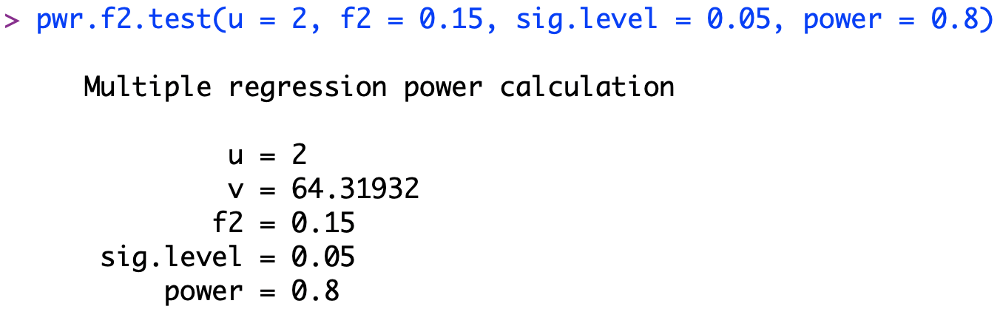 > pwr.f2.test(u = 2, f2 = 0.15, sig.level = 0.05, power = 0.8)
Multiple regression power calculation
u = 2
v = 64.31932
f2 = 0.15
sig.level = 0.05
power = 0.8